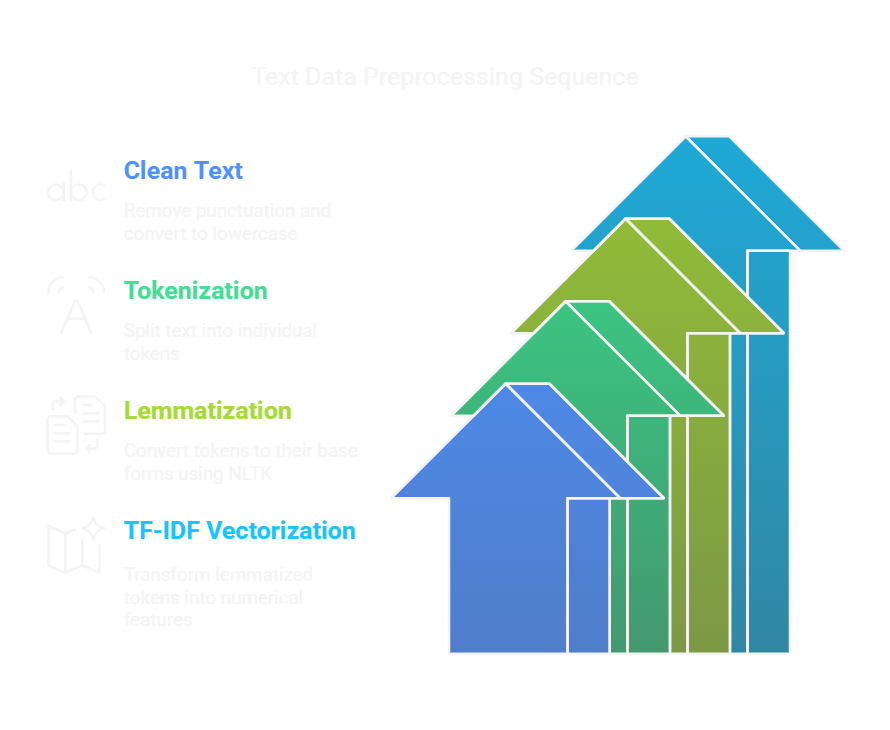 Text Data Preprocessing Sequence
abc
Clean Text
Remove punctuation and
convert to lowercase
Tokenization
Split text into individual
tokens
Lemmatization
Convert tokens to their base
forms using NLTK
TF-IDF Vectorization
Transform lemmatized
tokens into numerical
features